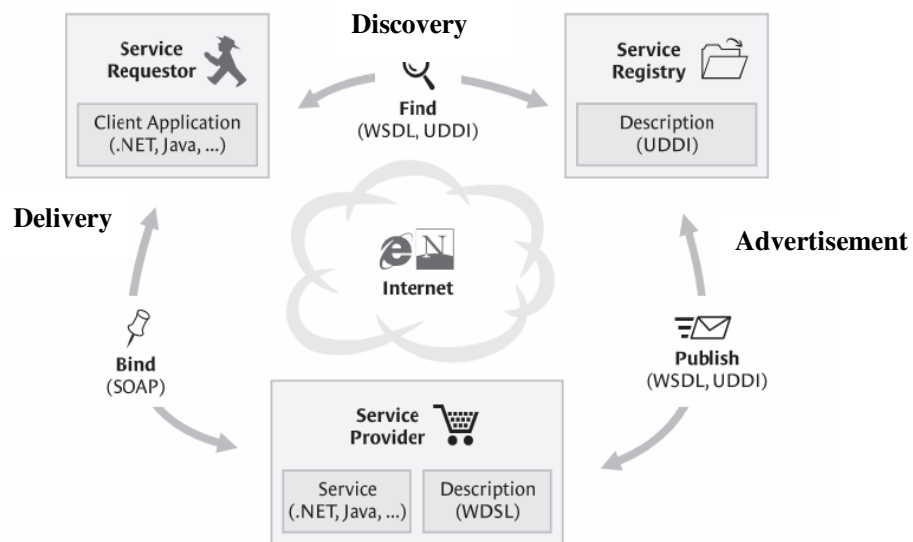 Discovery
Service
Requestor
Client Application
(.NET, Java, ...)
Find
(WSDL, UDDI)
Service
Registry
Description
(UDDI)
Delivery
Advertisement
N
Internet
Bind
(SOAP)
Publish
(WSDL, UDDI)
Service
Provider
Service
(.NET, Java, ...)
Description
(WDSL)